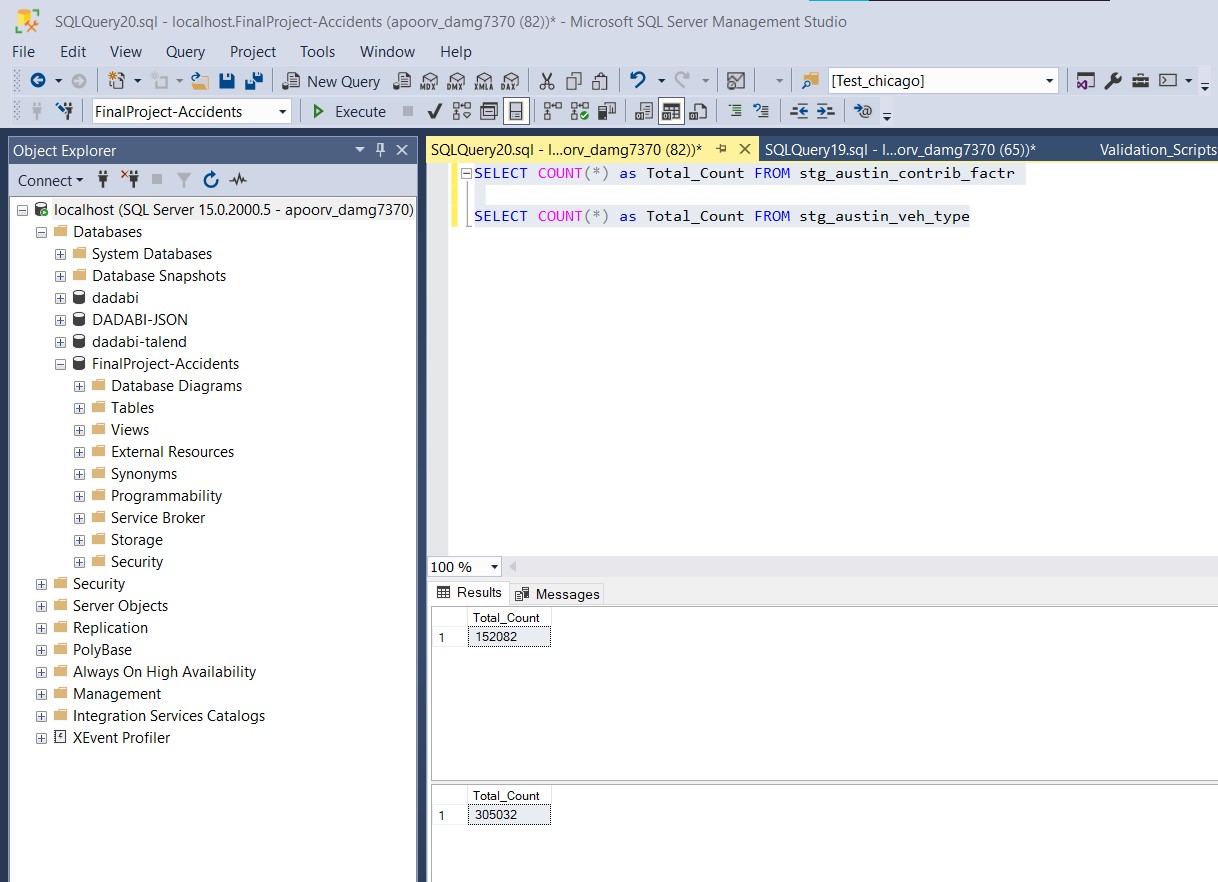 SQLQuery20.sql - localhost.FinalProject-Accidents (apoorv_damg7370 (82))* - Microsoft SQL Server Management Studio
File Edit View Query Project Tools Window Help
New Query MDX DMX XMLA DAX [Test_chicago]
FinalProject-Accidents Execute
Object Explorer
Connect
localhost (SQL Server 15.0.2000.5 - apoorv_damg7370)
Databases
System Databases
Database Snapshots
dadabi
DADABI-JSON
dadabi-talend
FinalProject-Accidents
Database Diagrams
Tables
Views
External Resources
Synonyms
Programmability
Service Broker
Storage
Security
Security
Server Objects
Replication
PolyBase
Always On High Availability
Management
Integration Services Catalogs
XEvent Profiler
SQLQuery20.sql - l...orv_damg7370 (82))* SQLQuery19.sql - l...orv_damg7370 (65))* Validation_Scripts
SELECT COUNT(*) as Total_Count FROM stg_austin_contrib_factr
SELECT COUNT(*) as Total_Count FROM stg_austin_veh_type
100 %
Results Messages
Total_Count
1 152082
Total_Count
1 305032